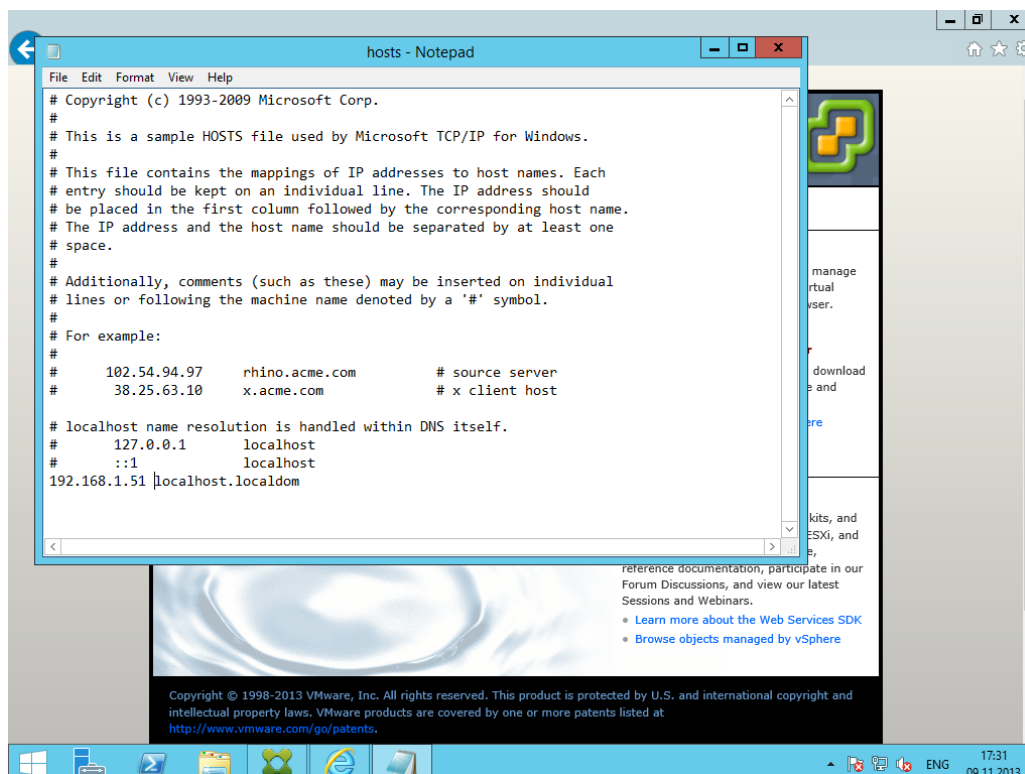 hosts - Notepad
File Edit Format View Help
# Copyright (c) 1993-2009 Microsoft Corp.
#
# This is a sample HOSTS file used by Microsoft TCP/IP for Windows.
#
# This file contains the mappings of IP addresses to host names. Each
# entry should be kept on an individual line. The IP address should
# be placed in the first column followed by the corresponding host name.
# The IP address and the host name should be separated by at least one
# space.
#
# Additionally, comments (such as these) may be inserted on individual
# lines or following the machine name denoted by a '#' symbol.
#
# For example:
#
# 102.54.94.97 rhino.acme.com # source server
# 38.25.63.10 x.acme.com # x client host
# localhost name resolution is handled within DNS itself.
# 127.0.0.1 localhost
# ::1 localhost
192.168.1.51 localhost.localdom
manage
download
kits, and
ESXi, and
reference documentation, participate in our
Forum Discussions, and view our latest
Sessions and Webinars.
Learn more about the Web Services SDK
Browse objects managed by vSphere
Copyright © 1998-2013 VMware, Inc. All rights reserved. This product is protected by U.S. and international copyright and
intellectual property laws. VMware products are covered by one or more patents listed at
http://www.vmware.com/go/patents.
ENG
17:31
09.11.2013